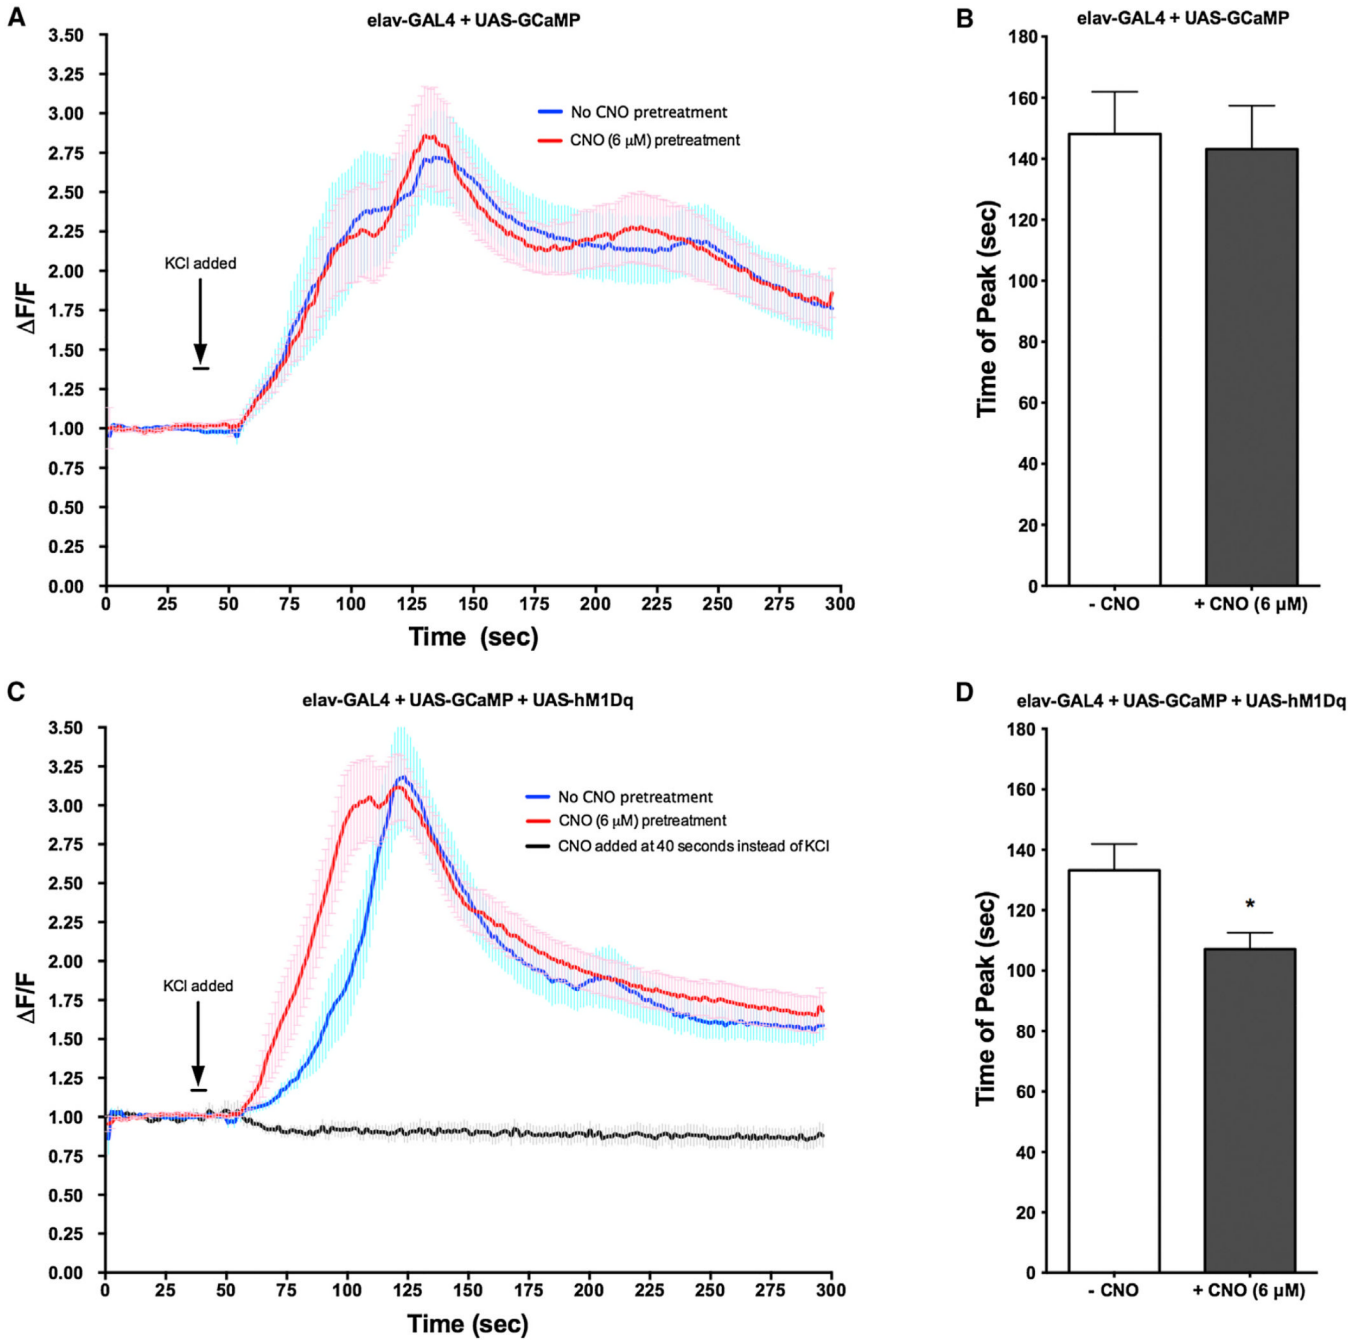 A
elav-GAL4 + UAS-GCaMP
3.50
3.25
3.00
2.75
2.50
2.25
2.00
1.75
1.50
1.25
1.00
0.75
0.50
0.25
0.00
ΔF/F
No CNO pretreatment
CNO (6 μM) pretreatment
KCl added
0 25 50 75 100 125 150 175 200 225 250 275 300
Time (sec)
B
elav-GAL4 + UAS-GCaMP
180
160
140
120
100
80
60
40
20
0
Time of Peak (sec)
- CNO + CNO (6 μM)
C
elav-GAL4 + UAS-GCaMP + UAS-hM1Dq
3.50
3.25
3.00
2.75
2.50
2.25
2.00
1.75
1.50
1.25
1.00
0.75
0.50
0.25
0.00
ΔF/F
No CNO pretreatment
CNO (6 μM) pretreatment
CNO added at 40 seconds instead of KCl
KCl added
0 25 50 75 100 125 150 175 200 225 250 275 300
Time (sec)
D
elav-GAL4 + UAS-GCaMP + UAS-hM1Dq
180
160
140
120
100
80
60
40
20
0
Time of Peak (sec)
*
- CNO + CNO (6 μM)